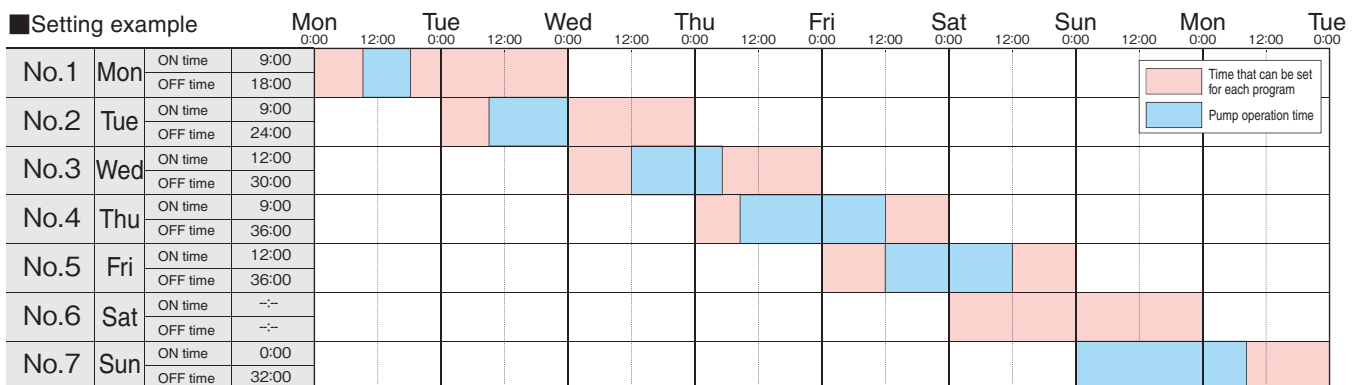 ■Setting example
Mon Tue Wed Thu Fri Sat Sun Mon Tue
0:00 12:00 0:00 12:00 0:00 12:00 0:00 12:00 0:00 12:00 0:00 12:00 0:00 12:00 0:00 12:00 0:00
No.1 Mon ON time 9:00
OFF time 18:00
Time that can be set
for each program
Pump operation time
No.2 Tue ON time 9:00
OFF time 24:00
No.3 Wed ON time 12:00
OFF time 30:00
No.4 Thu ON time 9:00
OFF time 36:00
No.5 Fri ON time 12:00
OFF time 36:00
No.6 Sat ON time --:--
OFF time --:--
No.7 Sun ON time 0:00
OFF time 32:00